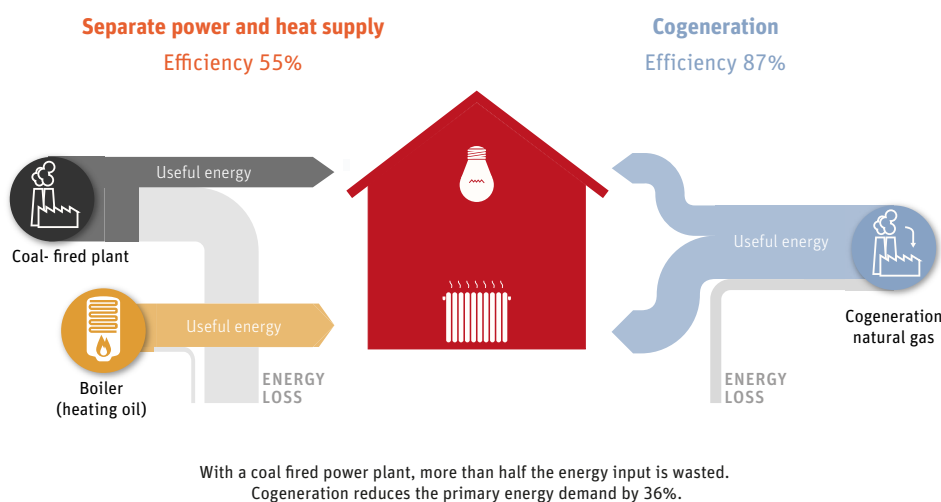 Separate power and heat supply
Efficiency 55%
Cogeneration
Efficiency 87%
Useful energy
Coal- fired plant
Useful energy
Boiler
(heating oil)
ENERGY
LOSS
Useful energy
Cogeneration
natural gas
ENERGY
LOSS
With a coal fired power plant, more than half the energy input is wasted.
Cogeneration reduces the primary energy demand by 36%.